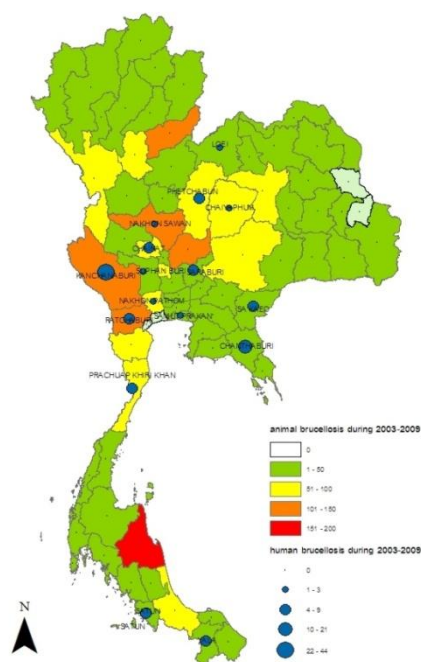 LOEI
PHETCHABUN
CHAIYAPHUM
NAKHON SAWAN
KANCHANABURI
SUPHAN BURI
NAKHON PATHOM
RATCHABURI
SA KAEO
CHANTHABURI
PRACHUAP KHIRI KHAN
animal brucellosis during 2003-2009
0
1 - 50
51 - 100
101 - 150
151 - 200
human brucellosis during 2003-2009
0
1 - 3
4 - 9
10 - 21
22 - 44
N
SATUN